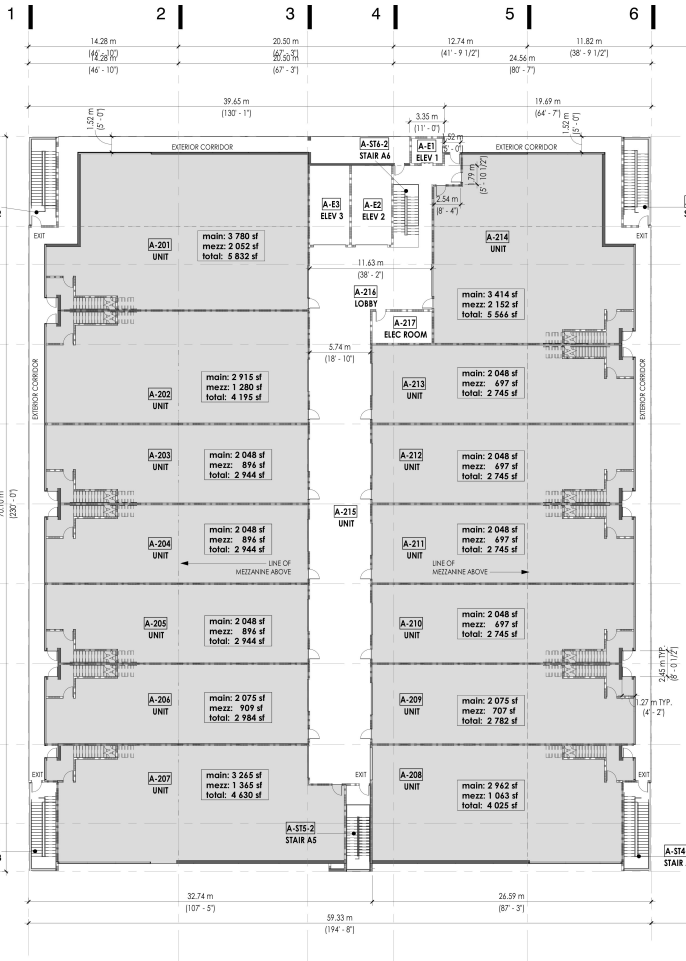 1 2 3 4 5 6
14.28 m 20.50 m 12.74 m 11.82 m
(46' - 10") (67' - 3") (41' - 9 1/2") (38' - 9 1/2")
14.28 m 20.50 m 24.56 m
(46' - 10") (67' - 3") (80' - 7")
39.65 m 19.69 m
(130' - 1") (64' - 7")
3.35 m
(11' - 0")
1.52 m
(5' - 0")
1.52 m
(5' - 0")
.52 m
(5' - 0")
EXTERIOR CORRIDOR
A-ST6-2
STAIR A6
A-E1
ELEV 1
EXTERIOR CORRIDOR
1.79 m
(5' - 10 1/2")
2.54 m
(8' - 4")
A-E3
ELEV 3
A-E2
ELEV 2
EXIT
EXIT
A-201
UNIT
main: 3 780 sf
mezz: 2 052 sf
total: 5 832 sf
A-214
UNIT
main: 3 414 sf
mezz: 2 152 sf
total: 5 566 sf
11.63 m
(38' - 2")
A-216
LOBBY
A-217
ELEC ROOM
5.74 m
(18' - 10")
EXTERIOR CORRIDOR
EXTERIOR CORRIDOR
A-202
UNIT
main: 2 915 sf
mezz: 1 280 sf
total: 4 195 sf
A-213
UNIT
main: 2 048 sf
mezz: 697 sf
total: 2 745 sf
A-203
UNIT
main: 2 048 sf
mezz: 896 sf
total: 2 944 sf
A-212
UNIT
main: 2 048 sf
mezz: 697 sf
total: 2 745 sf
(230' - 0")
A-215
UNIT
A-204
UNIT
main: 2 048 sf
mezz: 896 sf
total: 2 944 sf
LINE OF
MEZZANINE ABOVE
A-211
UNIT
main: 2 048 sf
mezz: 697 sf
total: 2 745 sf
LINE OF
MEZZANINE ABOVE
A-205
UNIT
main: 2 048 sf
mezz: 896 sf
total: 2 944 sf
A-210
UNIT
main: 2 048 sf
mezz: 697 sf
total: 2 745 sf
2.45 m TYP.
(8' - 0 1/2")
1.27 m TYP.
(4' - 2")
A-206
UNIT
main: 2 075 sf
mezz: 909 sf
total: 2 984 sf
A-209
UNIT
main: 2 075 sf
mezz: 707 sf
total: 2 782 sf
EXIT
EXIT
EXIT
A-207
UNIT
main: 3 265 sf
mezz: 1 365 sf
total: 4 630 sf
A-208
UNIT
main: 2 962 sf
mezz: 1 063 sf
total: 4 025 sf
A-ST5-2
STAIR A5
A-ST4
STAIR
32.74 m 26.59 m
(107' - 5") (87' - 3")
59.33 m
(194' - 8")